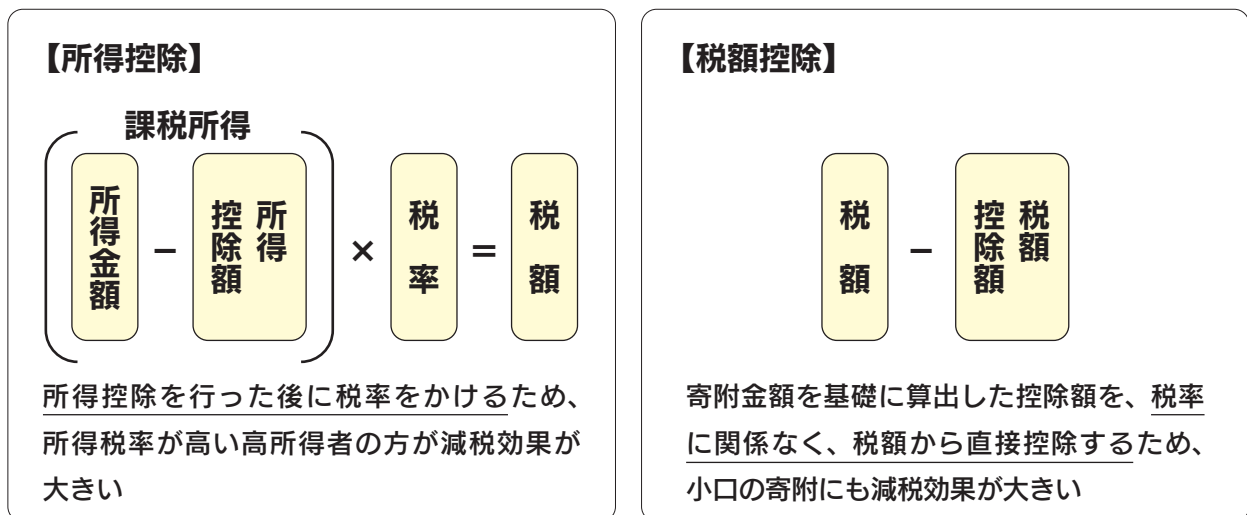 【所得控除】
課税所得
所得金額
－
所得
控除額
×
税率
＝
税額
所得控除を行った後に税率をかけるため、
所得税率が高い高所得者の方が減税効果が
大きい
【税額控除】
税額
－
税額
控除額
寄附金額を基礎に算出した控除額を、税率
に関係なく、税額から直接控除するため、
小口の寄附にも減税効果が大きい